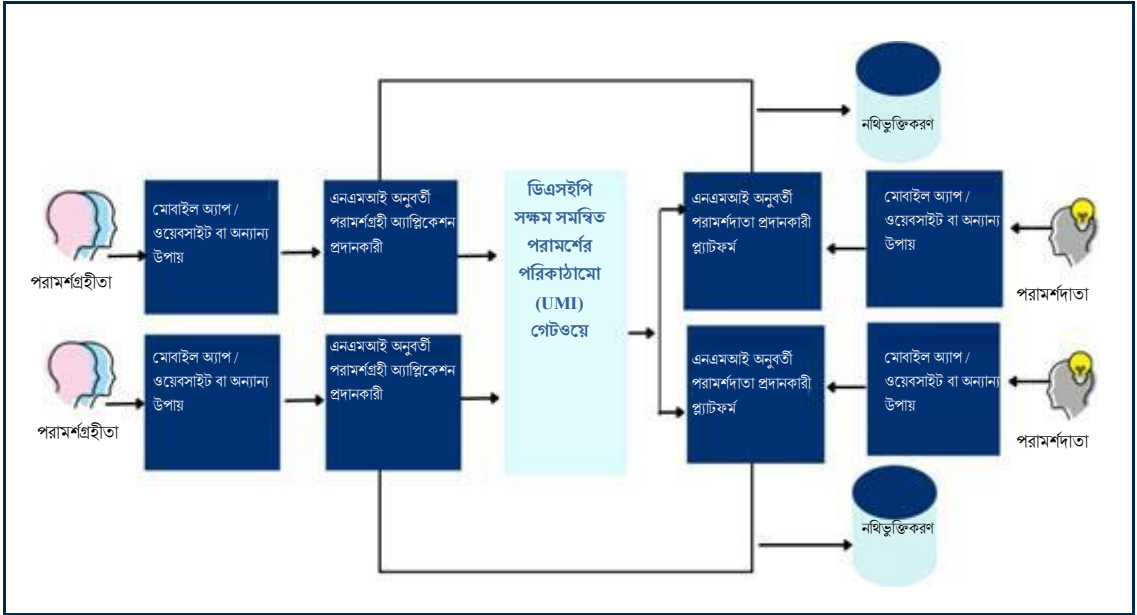 নথিভুক্তিকরণ
পরামর্শগ্রহীতা
মোবাইল অ্যাপ /
ওয়েবসাইট বা অন্যান্য
উপায়
এনএমআই অনুবর্তী
পরামর্শগ্রহী অ্যাপ্লিকেশন
প্রদানকারী
ডিএসইপি
সক্ষম সমন্বিত
পরামর্শের
পরিকাঠামো
(UMI)
গেটওয়ে
এনএমআই অনুবর্তী
পরামর্শদাতা প্রদানকারী
প্ল্যাটফর্ম
মোবাইল অ্যাপ /
ওয়েবসাইট বা অন্যান্য
উপায়
পরামর্শদাতা
পরামর্শগ্রহীতা
মোবাইল অ্যাপ /
ওয়েবসাইট বা অন্যান্য
উপায়
এনএমআই অনুবর্তী
পরামর্শগ্রহী অ্যাপ্লিকেশন
প্রদানকারী
এনএমআই অনুবর্তী
পরামর্শদাতা প্রদানকারী
প্ল্যাটফর্ম
মোবাইল অ্যাপ /
ওয়েবসাইট বা অন্যান্য
উপায়
পরামর্শদাতা
নথিভুক্তিকরণ